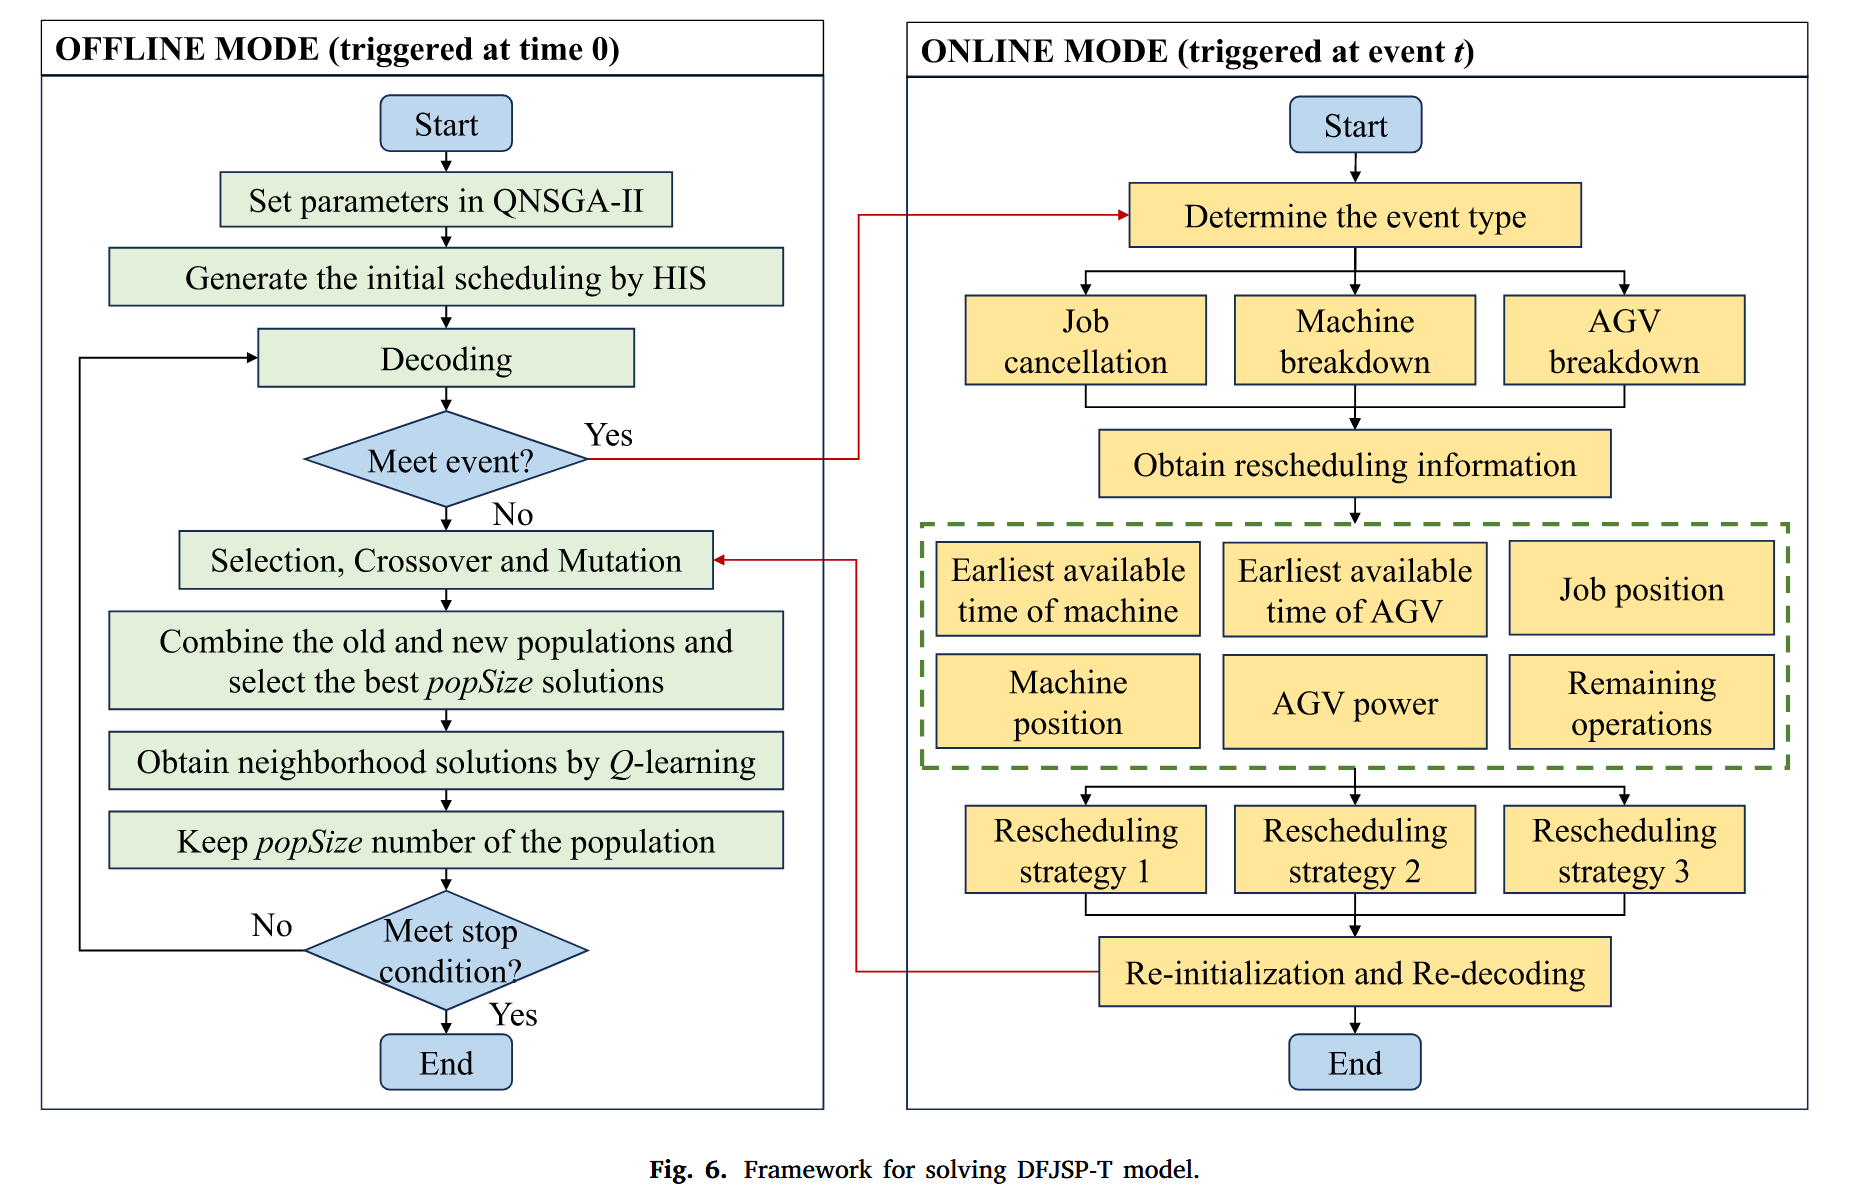 OFFLINE MODE (triggered at time 0)
Start
Set parameters in QNSGA-II
Generate the initial scheduling by HIS
Decoding
Meet event?
Yes
No
Selection, Crossover and Mutation
Combine the old and new populations and
select the best popSize solutions
Obtain neighborhood solutions by Q-learning
Keep popSize number of the population
Meet stop
condition?
No
Yes
End
ONLINE MODE (triggered at event t)
Start
Determine the event type
Job
cancellation
Machine
breakdown
AGV
breakdown
Obtain rescheduling information
Earliest available
time of machine
Earliest available
time of AGV
Job position
Machine
position
AGV power
Remaining
operations
Rescheduling
strategy 1
Rescheduling
strategy 2
Rescheduling
strategy 3
Re-initialization and Re-decoding
End
Fig. 6. Framework for solving DFJSP-T model.